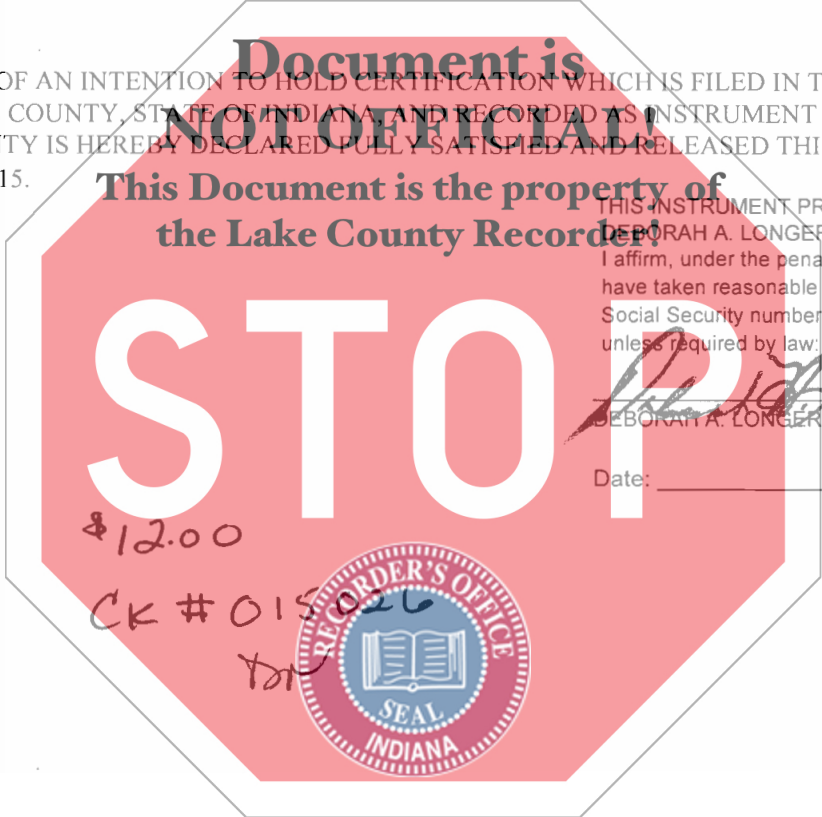 Document is
OF AN INTENTION TO HOLD CERTIFICATION WHICH IS FILED IN T
COUNTY, STATE OF INDIANA, AND RECORDED AS INSTRUMENT
NOT OFFICIAL!
TY IS HEREBY DECLARED FULLY SATISFIED AND RELEASED THI
15.
This Document is the property of
the Lake County Recorder!
THIS INSTRUMENT PR
DEBORAH A. LONGER
I affirm, under the pena
have taken reasonable
Social Security number
unless required by law:
STOP
DEBORAH A. LONGER
Date:
$12.00
CK # 015026
RECORDER'S OFFICE
SEAL
INDIANA